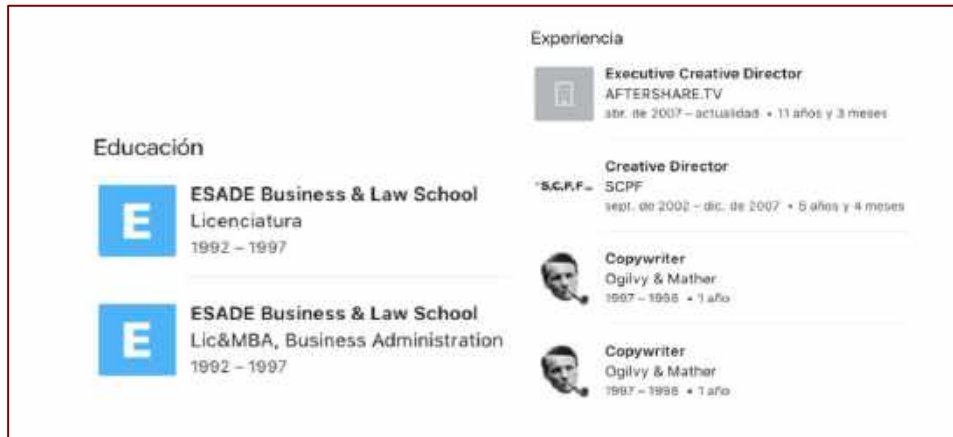 Educación
E
ESADE Business & Law School
Licenciatura
1992 – 1997
E
ESADE Business & Law School
Lic&MBA, Business Administration
1992 – 1997
Experiencia
Executive Creative Director
AFTERSHARE.TV
abr. de 2007 – actualidad • 11 años y 3 meses
Creative Director
*S,C,P,F...
SCPF
sept. de 2002 – dic. de 2007 • 5 años y 4 meses
Copywriter
Ogilvy & Mather
1997 – 1998 • 1 año
Copywriter
Ogilvy & Mather
1997 – 1998 • 1 año